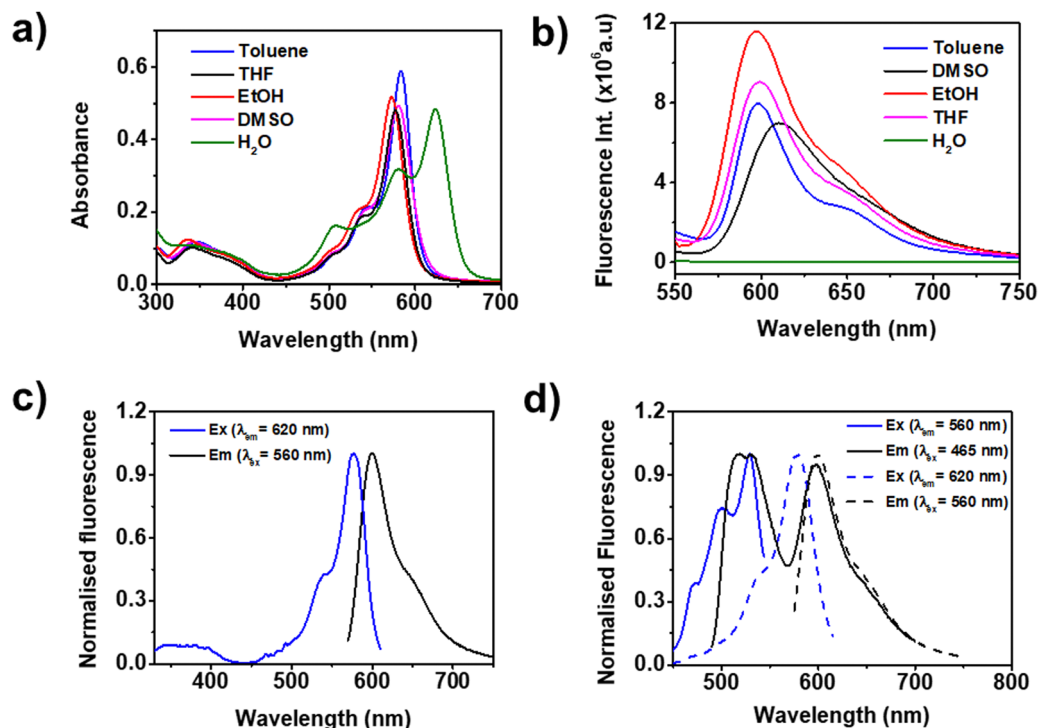 a)
Toluene
THF
EtOH
DMSO
H2O
Absorbance
0.6
0.4
0.2
0.0
300 400 500 600 700
Wavelength (nm)
b)
Fluorescence Int. (x10^6a.u)
12
8
4
0
Toluene
DMSO
EtOH
THF
H2O
550 600 650 700 750
Wavelength (nm)
c)
Normalised fluorescence
1.2
0.9
0.6
0.3
0.0
Ex (λem = 620 nm)
Em (λex = 560 nm)
400 500 600 700
Wavelength (nm)
d)
Normalised Fluorescence
1.2
0.9
0.6
0.3
0.0
Ex (λem = 560 nm)
Em (λex = 465 nm)
Ex (λem = 620 nm)
Em (λex = 560 nm)
500 600 700 800
Wavelength (nm)